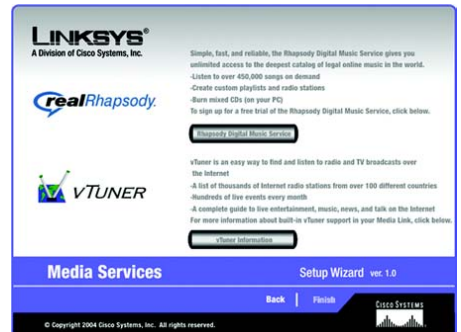 LINKSYS®
A Division of Cisco Systems, Inc.
Simple, fast, and reliable, the Rhapsody Digital Music Service gives you
unlimited access to the deepest catalog of legal online music in the world.
-Listen to over 450,000 songs on demand
-Create custom playlists and radio stations
-Burn mixed CDs (on your PC)
To sign up for a free trial of the Rhapsody Digital Music Service, click below.
realRhapsody.
Rhapsody Digital Music Service
vTuner is an easy way to find and listen to radio and TV broadcasts over
the Internet
-A list of thousands of Internet radio stations from over 100 different countries
-Hundreds of live events every month
-A complete guide to live entertainment, music, news, and talk on the Internet
For more information about built-in vTuner support in your Media Link, click below.
vTUNER
vTuner Information
Media Services
Setup Wizard ver. 1.0
Back | Finish
CISCO SYSTEMS
© Copyright 2004 Cisco Systems, Inc. All rights reserved.